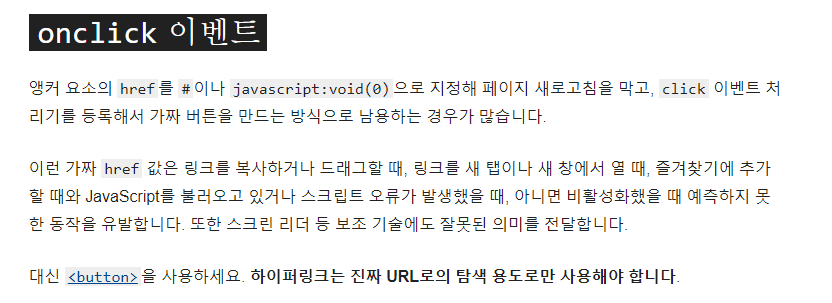 onclick 이벤트
앵커 요소의 href를 #이나 javascript:void(0)으로 지정해 페이지 새로고침을 막고, click 이벤트 처
리기를 등록해서 가짜 버튼을 만드는 방식으로 남용하는 경우가 많습니다.
이런 가짜 href 값은 링크를 복사하거나 드래그할 때, 링크를 새 탭이나 새 창에서 열 때, 즐겨찾기에 추가
할 때와 JavaScript를 불러오고 있거나 스크립트 오류가 발생했을 때, 아니면 비활성화했을 때 예측하지 못
한 동작을 유발합니다. 또한 스크린 리더 등 보조 기술에도 잘못된 의미를 전달합니다.
대신 <button>을 사용하세요. 하이퍼링크는 진짜 URL로의 탐색 용도로만 사용해야 합니다.